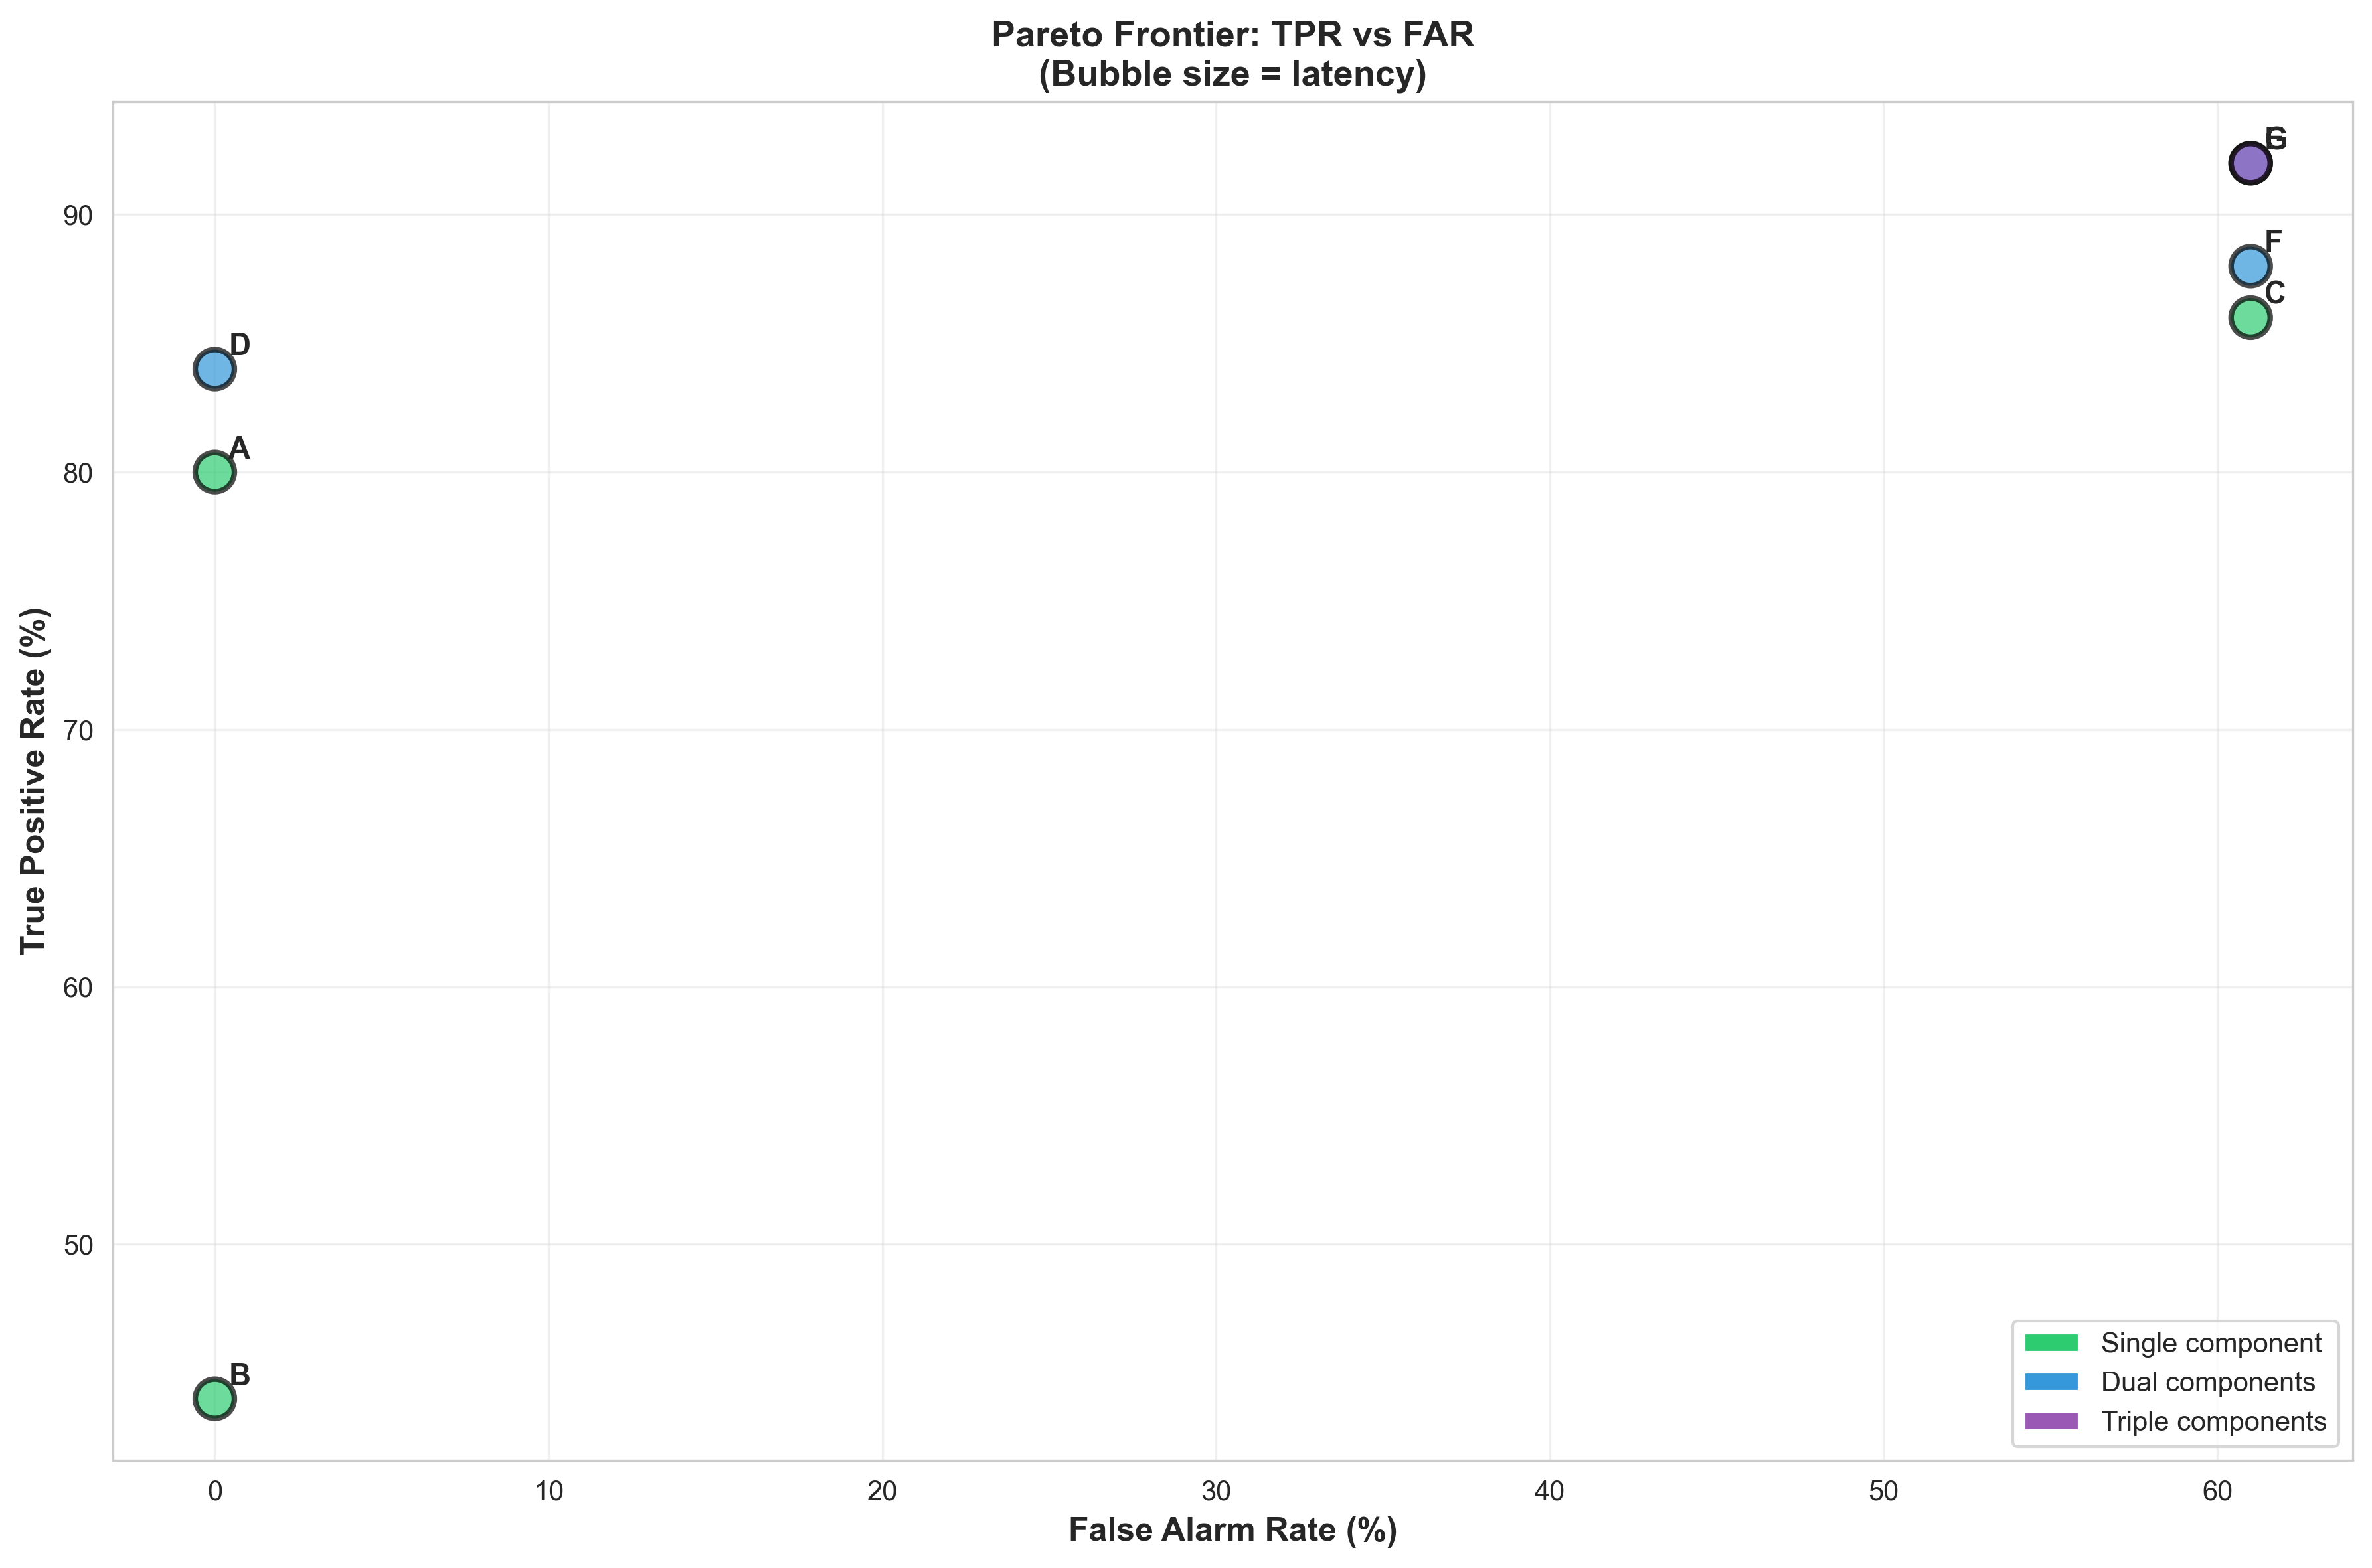 Pareto Frontier: TPR vs FAR
(Bubble size = latency)
True Positive Rate (%)
90
80
70
60
50
G
F
C
D
A
B
Single component
Dual components
Triple components
0 10 20 30 40 50 60
False Alarm Rate (%)